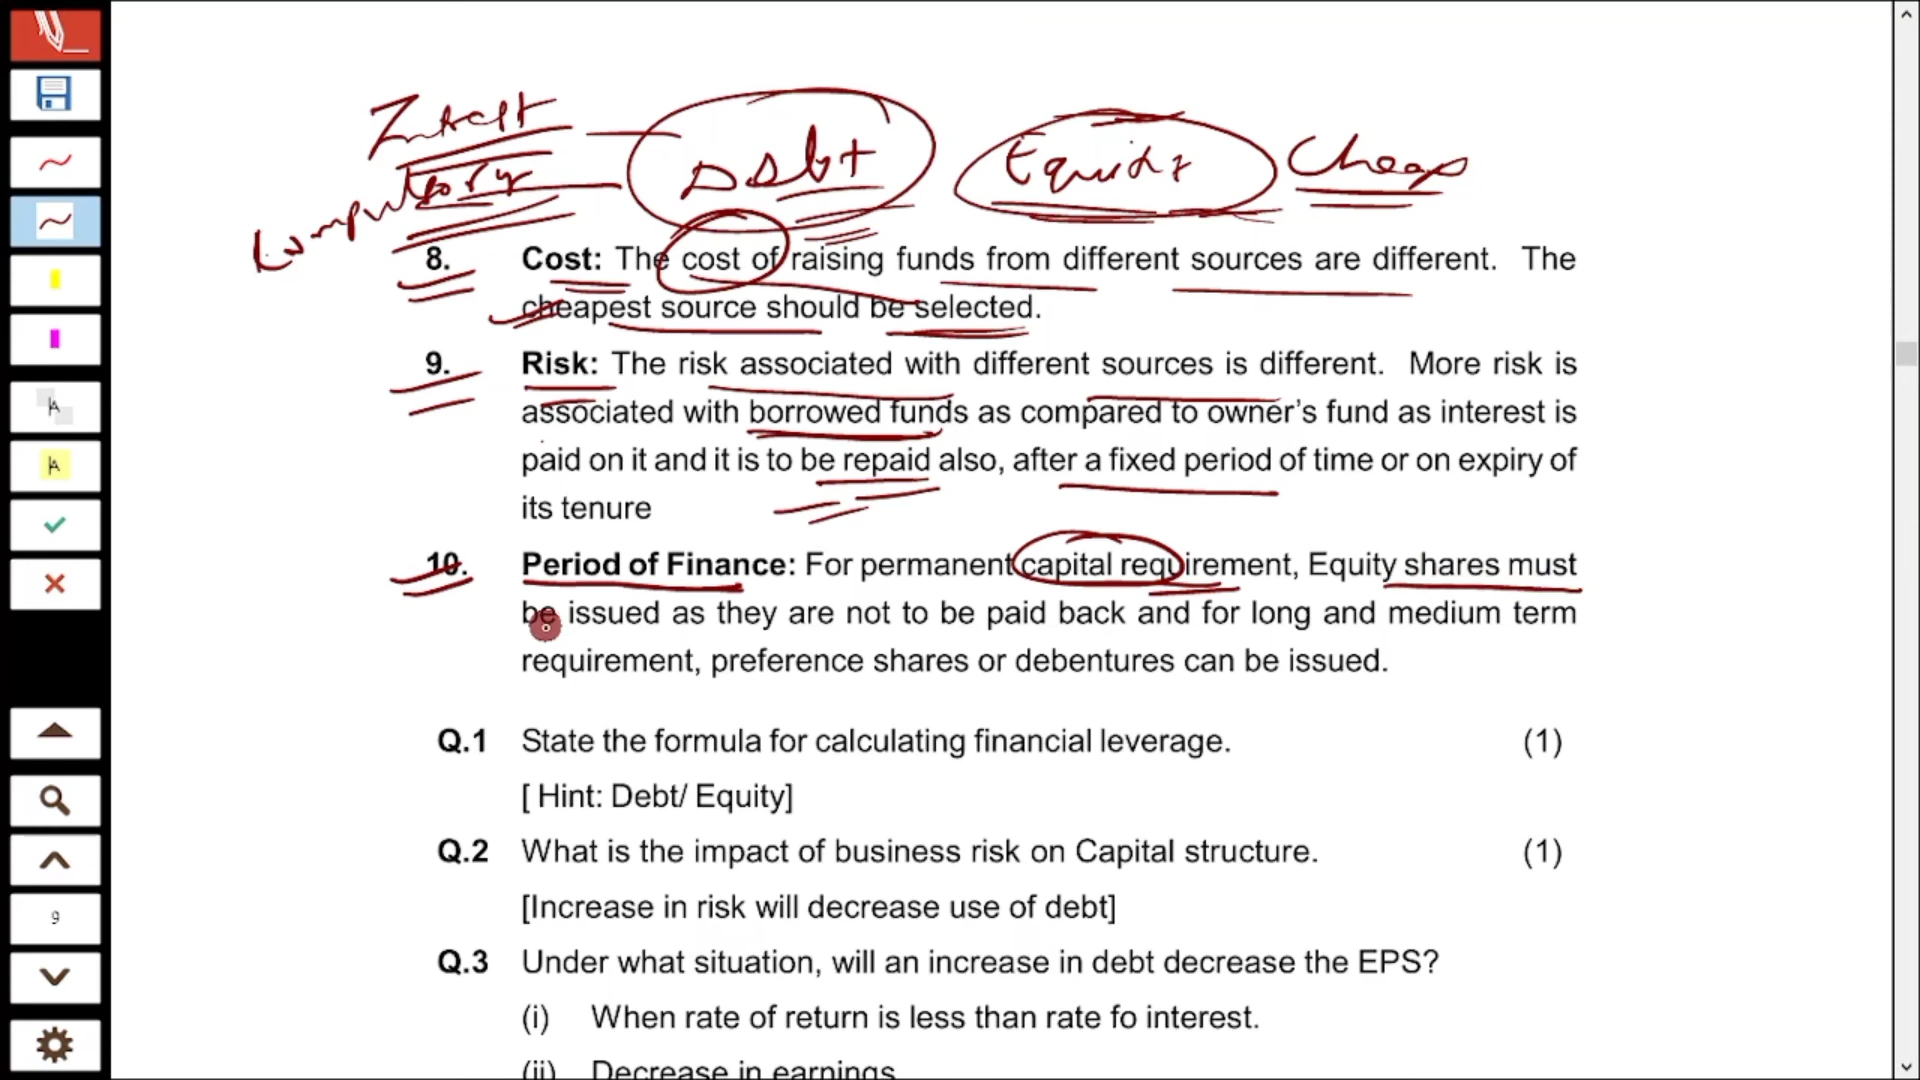 Debt Equity Cheap
8. Cost: The cost of raising funds from different sources are different. The
cheapest source should be selected.
9. Risk: The risk associated with different sources is different. More risk is
associated with borrowed funds as compared to owner's fund as interest is
paid on it and it is to be repaid also, after a fixed period of time or on expiry of
its tenure
10. Period of Finance: For permanent capital requirement, Equity shares must
be issued as they are not to be paid back and for long and medium term
requirement, preference shares or debentures can be issued.
Q.1 State the formula for calculating financial leverage. (1)
[ Hint: Debt/ Equity]
Q.2 What is the impact of business risk on Capital structure. (1)
[Increase in risk will decrease use of debt]
Q.3 Under what situation, will an increase in debt decrease the EPS?
(i) When rate of return is less than rate fo interest.
(ii) Decrease in earnings
9